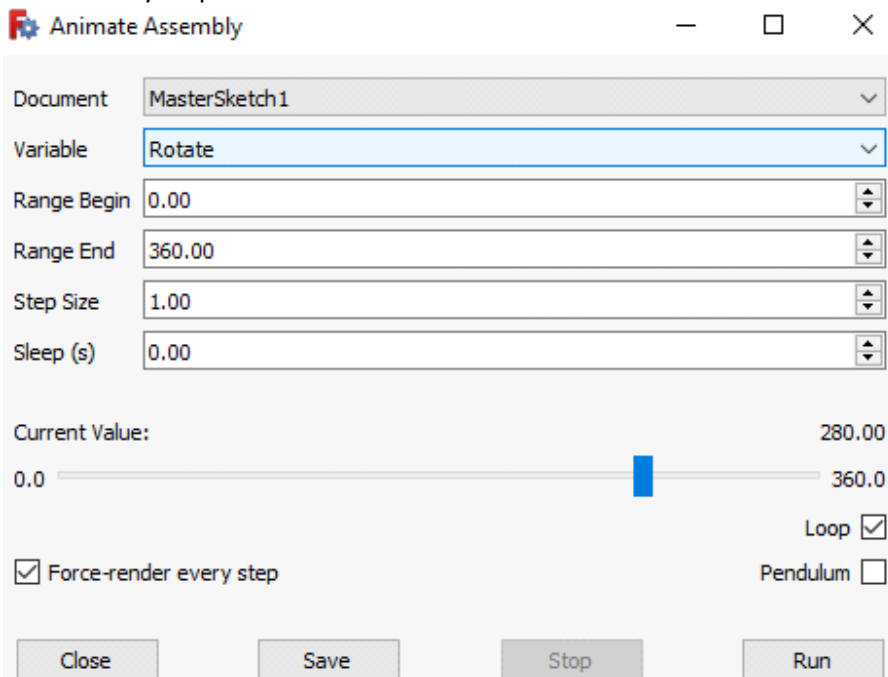 Animate Assembly
Document MasterSketch1
Variable Rotate
Range Begin 0.00
Range End 360.00
Step Size 1.00
Sleep (s) 0.00
Current Value: 280.00
0.0 360.0
Loop
Force-render every step Pendulum
Close Save Stop Run